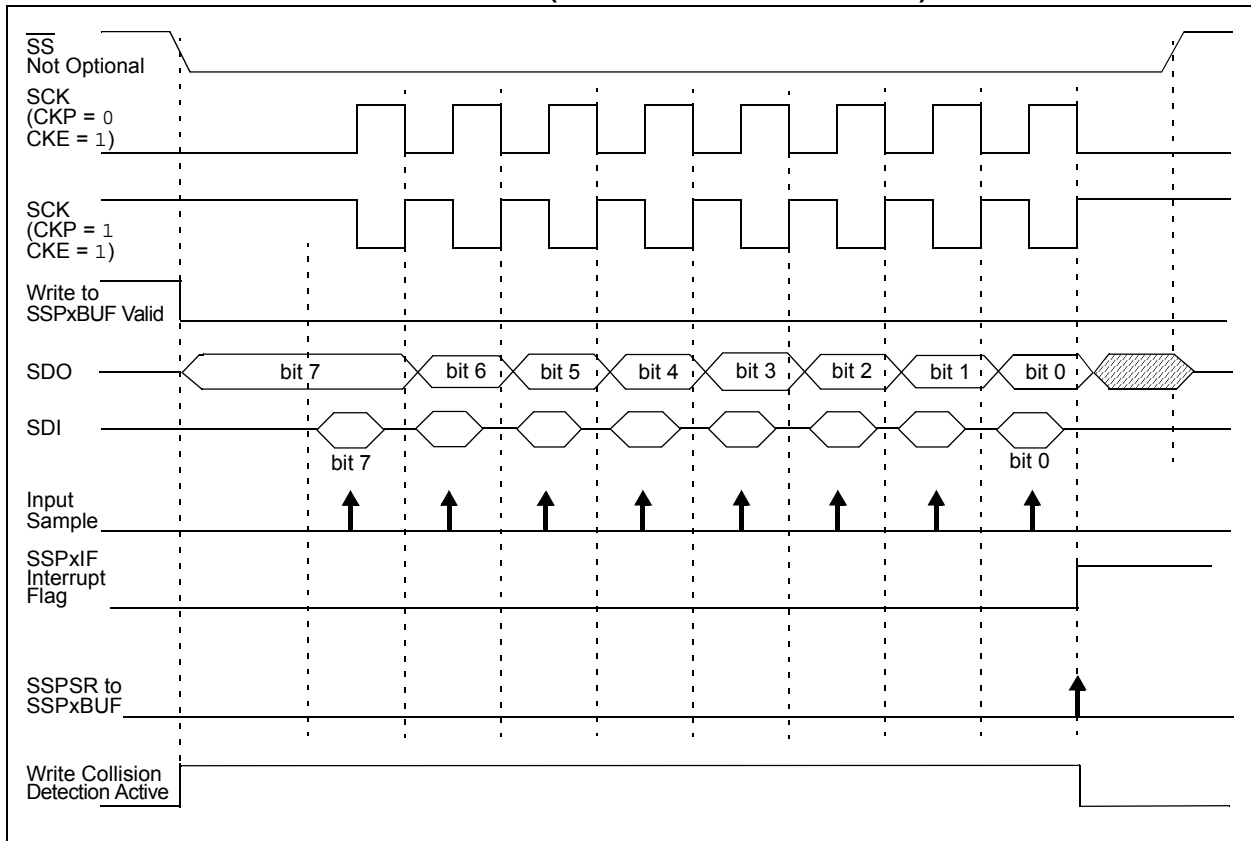 SS
Not Optional
SCK
(CKP = 0
CKE = 1)
SCK
(CKP = 1
CKE = 1)
Write to
SSPxBUF Valid
SDO
bit 7
bit 6
bit 5
bit 4
bit 3
bit 2
bit 1
bit 0
SDI
bit 7
bit 0
Input
Sample
SSPxIF
Interrupt
Flag
SSPSR to
SSPxBUF
Write Collision
Detection Active